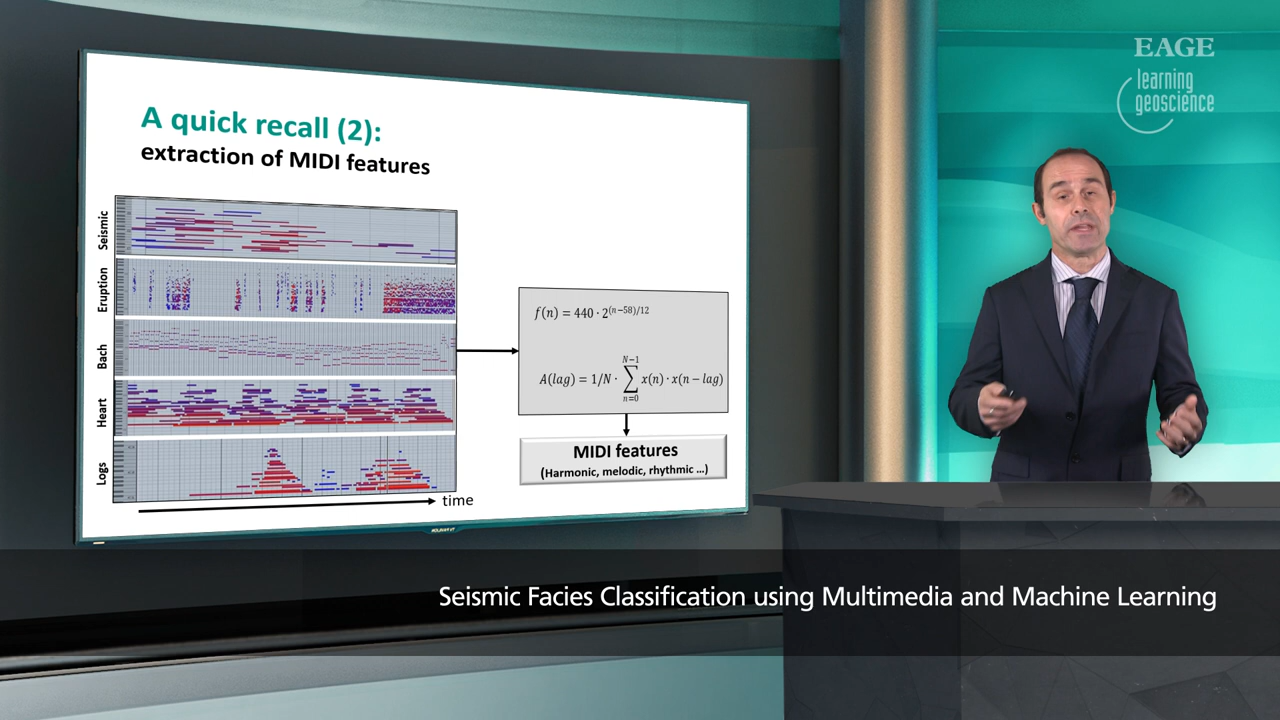 EAGE
learning
geoscience
A quick recall (2):
extraction of MIDI features
Seismic
Eruption
Bach
Heart
Logs
time
f(n) = 440 · 2^{(n−58)/12}
A(lag) = 1/N · \sum_{n=0}^{N−1} x(n) · x(n − lag)
MIDI features
(Harmonic, melodic, rhythmic ...)
Seismic Facies Classification using Multimedia and Machine Learning